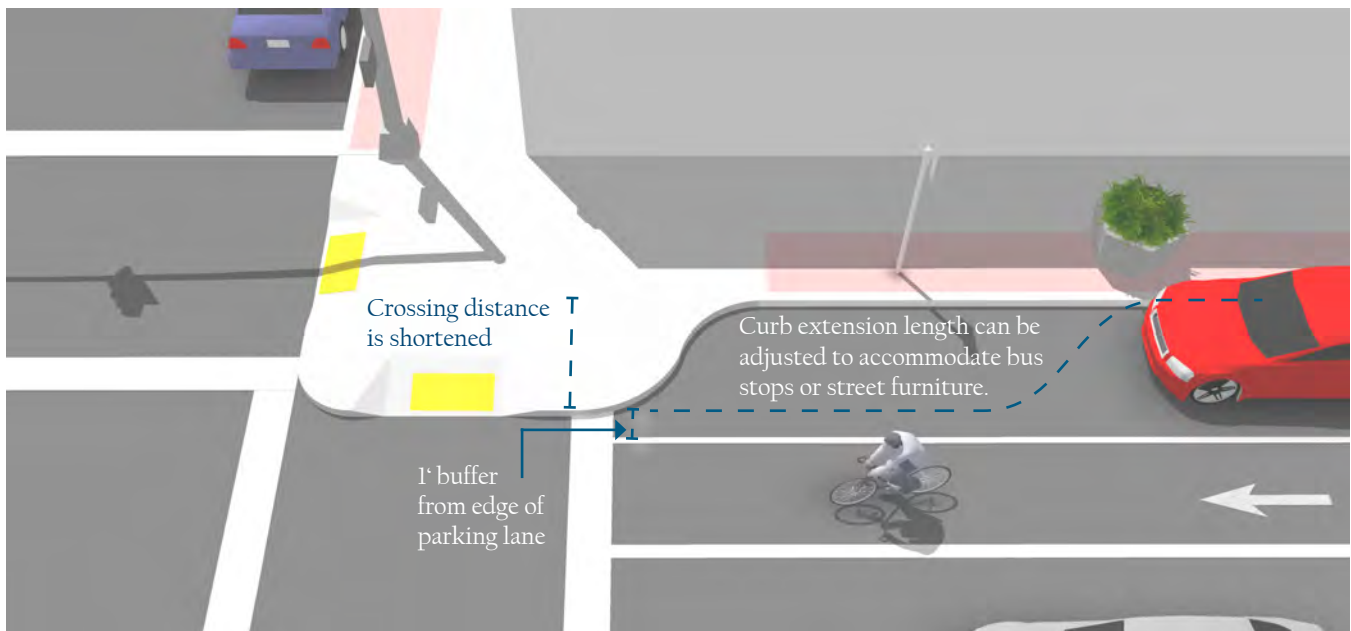 Crossing distance
is shortened
Curb extension length can be
adjusted to accommodate bus
stops or street furniture.
1‘ buffer
from edge of
parking lane